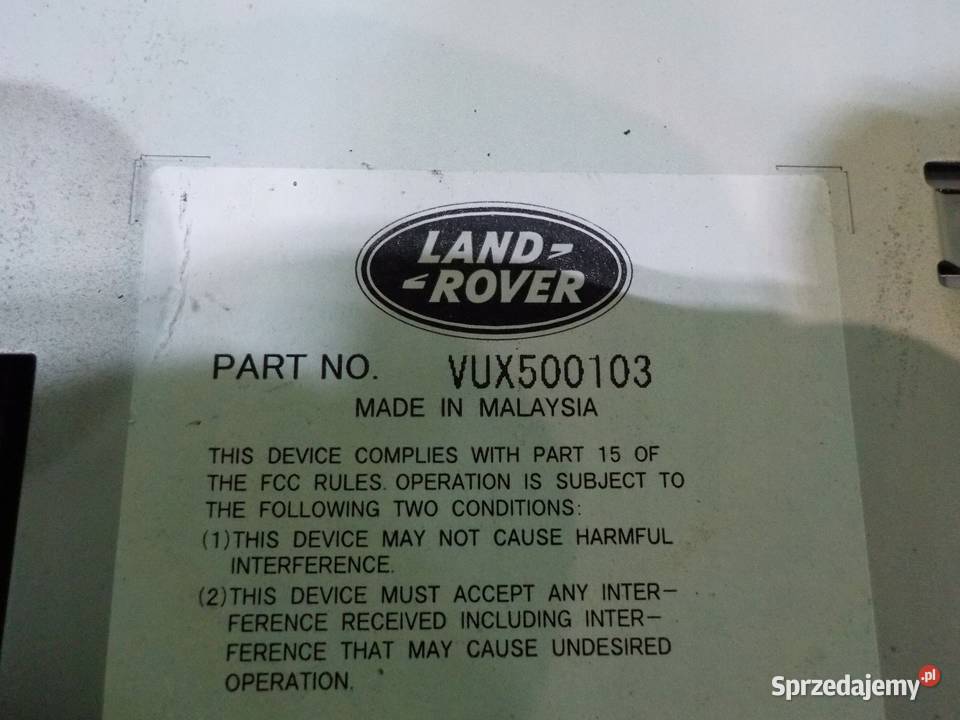 LAND-
-ROVER
PART NO. VUX500103
MADE IN MALAYSIA
THIS DEVICE COMPLIES WITH PART 15 OF
THE FCC RULES. OPERATION IS SUBJECT TO
THE FOLLOWING TWO CONDITIONS:
(1)THIS DEVICE MAY NOT CAUSE HARMFUL
INTERFERENCE.
(2)THIS DEVICE MUST ACCEPT ANY INTER-
FERENCE RECEIVED INCLUDING INTER-
FERENCE THAT MAY CAUSE UNDESIRED
OPERATION.
Sprzedajemy.pl